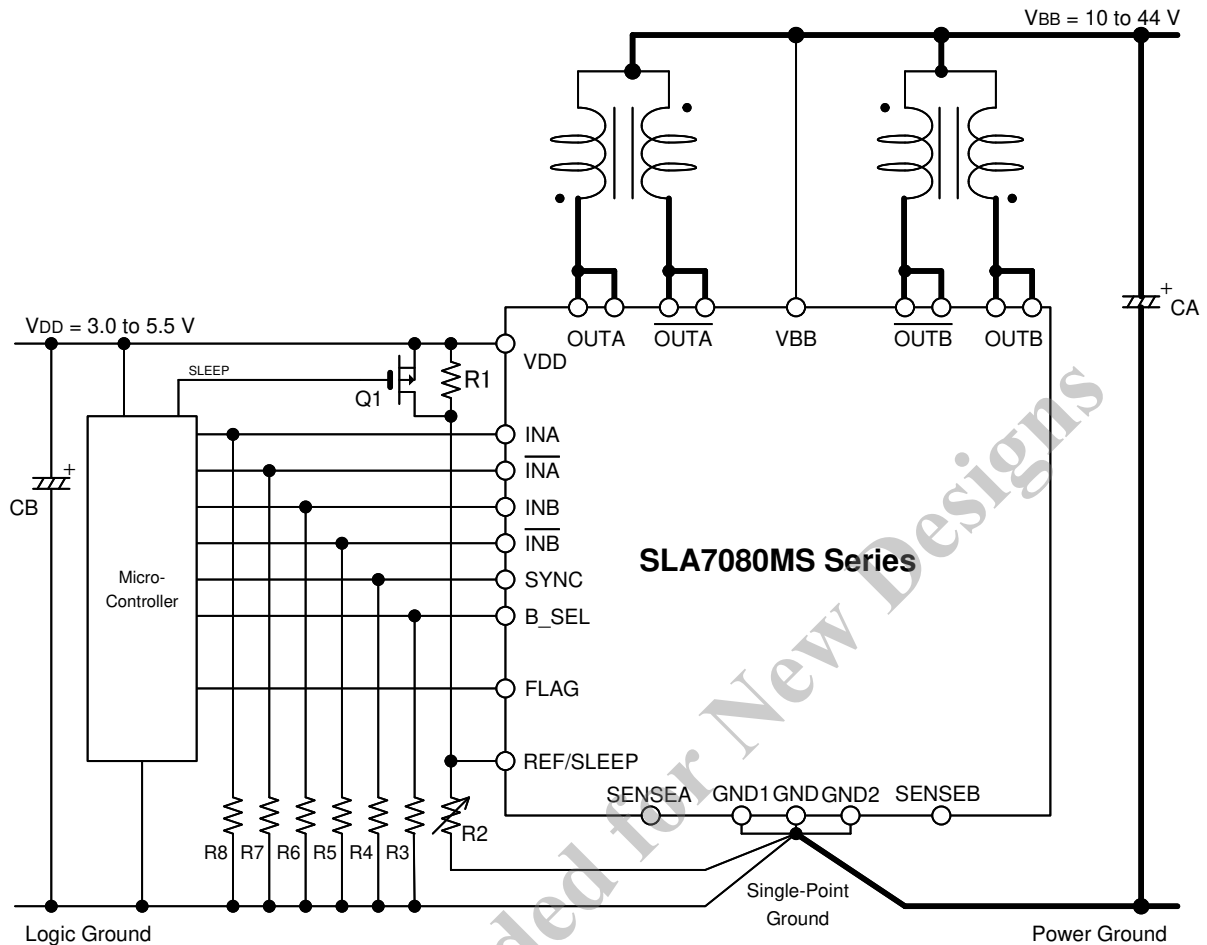 VBB = 10 to 44 V
CA
VDD = 3.0 to 5.5 V
OUTA
OUTA
VBB
OUTB
OUTB
VDD
SLEEP
Q1
R1
INA
INA
INB
INB
SYNC
B_SEL
FLAG
REF/SLEEP
CB
Micro-
Controller
SLA7080MS Series
SENSEA
GND1
GND
GND2
SENSEB
R8
R7
R6
R5
R4
R3
R2
Single-Point
Ground
Logic Ground
Power Ground
ded for New Designs